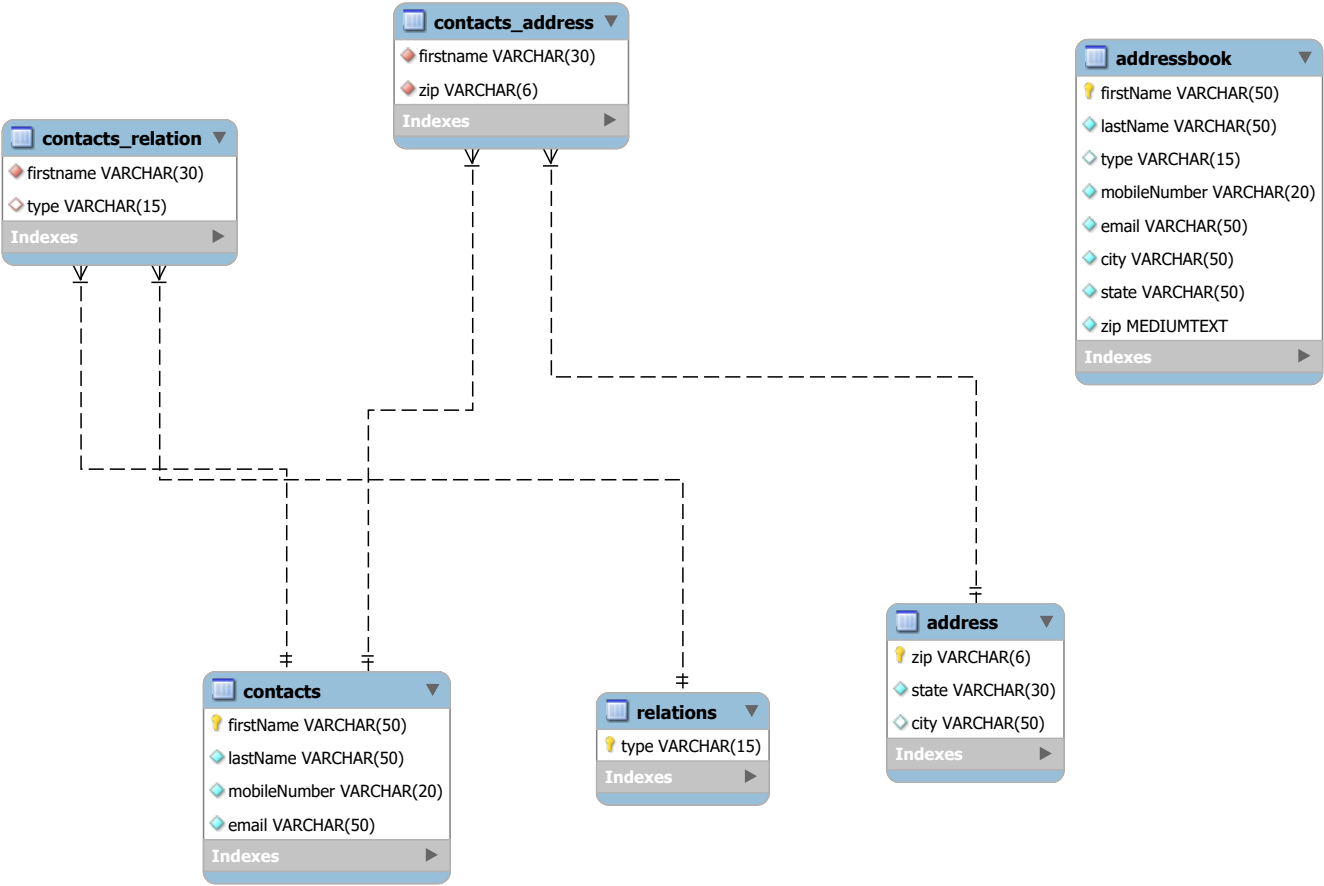 contacts_address
firstname VARCHAR(30)
zip VARCHAR(6)
Indexes
addressbook
firstName VARCHAR(50)
lastName VARCHAR(50)
type VARCHAR(15)
mobileNumber VARCHAR(20)
email VARCHAR(50)
city VARCHAR(50)
state VARCHAR(50)
zip MEDIUMTEXT
Indexes
contacts_relation
firstname VARCHAR(30)
type VARCHAR(15)
Indexes
contacts
firstName VARCHAR(50)
lastName VARCHAR(50)
mobileNumber VARCHAR(20)
email VARCHAR(50)
Indexes
relations
type VARCHAR(15)
Indexes
address
zip VARCHAR(6)
state VARCHAR(30)
city VARCHAR(50)
Indexes